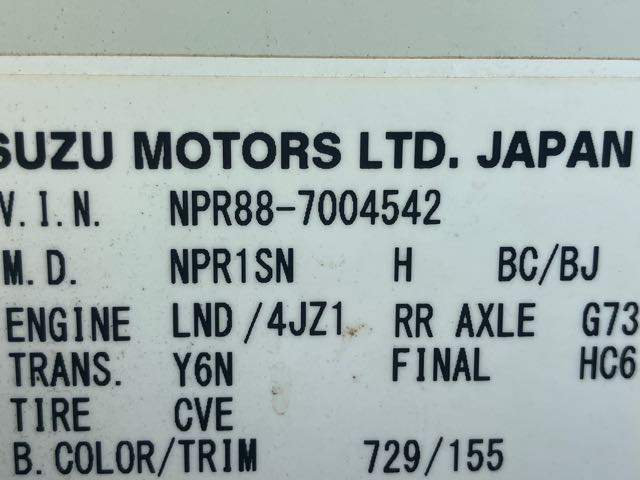 SUZU MOTORS LTD. JAPAN
V.I.N. NPR88-7004542
M.D. NPR1SN H BC/BJ
ENGINE LND/4JZ1 RR AXLE G73
TRANS. Y6N FINAL HC6
TIRE CVE
B.COLOR/TRIM 729/155